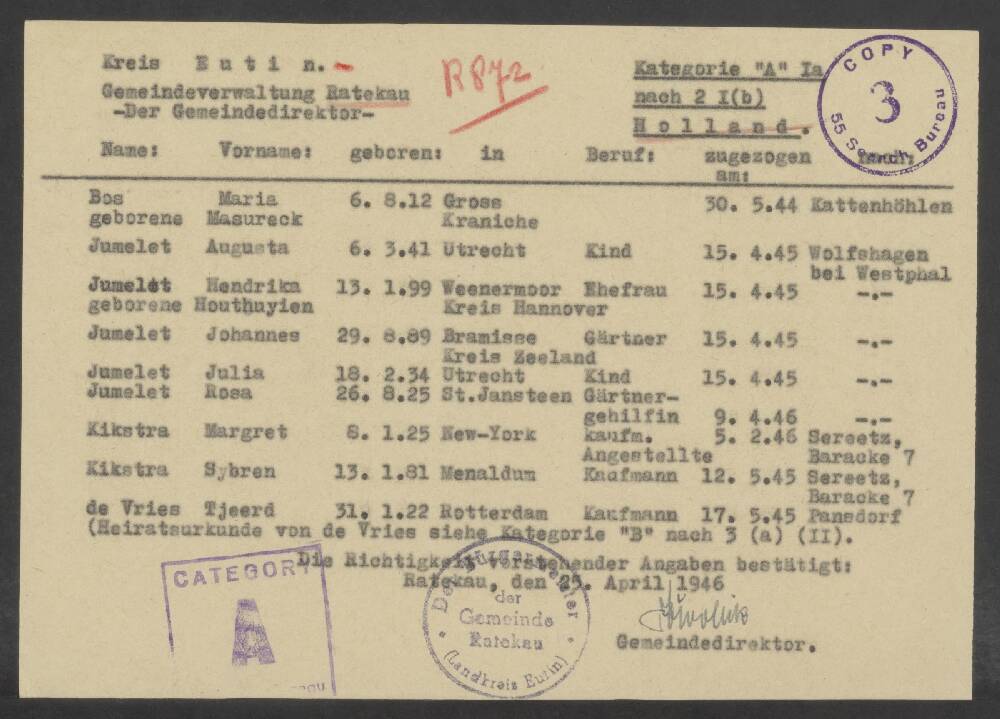 Kreis E u t i n.
R872
Kategorie "A" Ia
Gemeindeverwaltung Ratekau
nach 2 I(b)
-Der Gemeindedirektor-
H o l l a n d .
COPY
3
55 Search Bureau
Name: Vorname: geboren: in Beruf: zugezogen nach:
am:
Bos Maria 6. 8.12 Gross 30. 5.44 Kattenhöhlen
geborene Masureck Kraniche
Jumelet Augusta 6. 3.41 Utrecht Kind 15. 4.45 Wolfshagen
bei Westphal
Jumelet Hendrika 13. 1.99 Weenermoor Ehefrau 15. 4.45 -.-
geborene Houthuyien Kreis Hannover
Jumelet Johannes 29. 8.89 Bramisse Gärtner 15. 4.45 -.-
Kreis Zeeland
Jumelet Julia 18. 2.34 Utrecht Kind 15. 4.45 -.-
Jumelet Rosa 26. 8.25 St.Jansteen Gärtner-
gehilfin 9. 4.46 -.-
Kikstra Margret 8. 1.25 New-York kaufm. 5. 2.46 Sereetz,
Angestellte Baracke 7
Kikstra Sybren 13. 1.81 Menaldum Kaufmann 12. 5.45 Sereetz,
Baracke 7
de Vries Tjeerd 31. 1.22 Rotterdam Kaufmann 17. 5.45 Pansdorf
(Heiratsurkunde von de Vries siehe Kategorie "B" nach 3 (a) (II).
Die Richtigkeit vorstehender Angaben bestätigt:
Ratekau, den 25. April 1946
Gemeindedirektor.
CATEGORY
A
Der Bürgermeister
der
Gemeinde
Ratekau
(Landkreis Eutin)